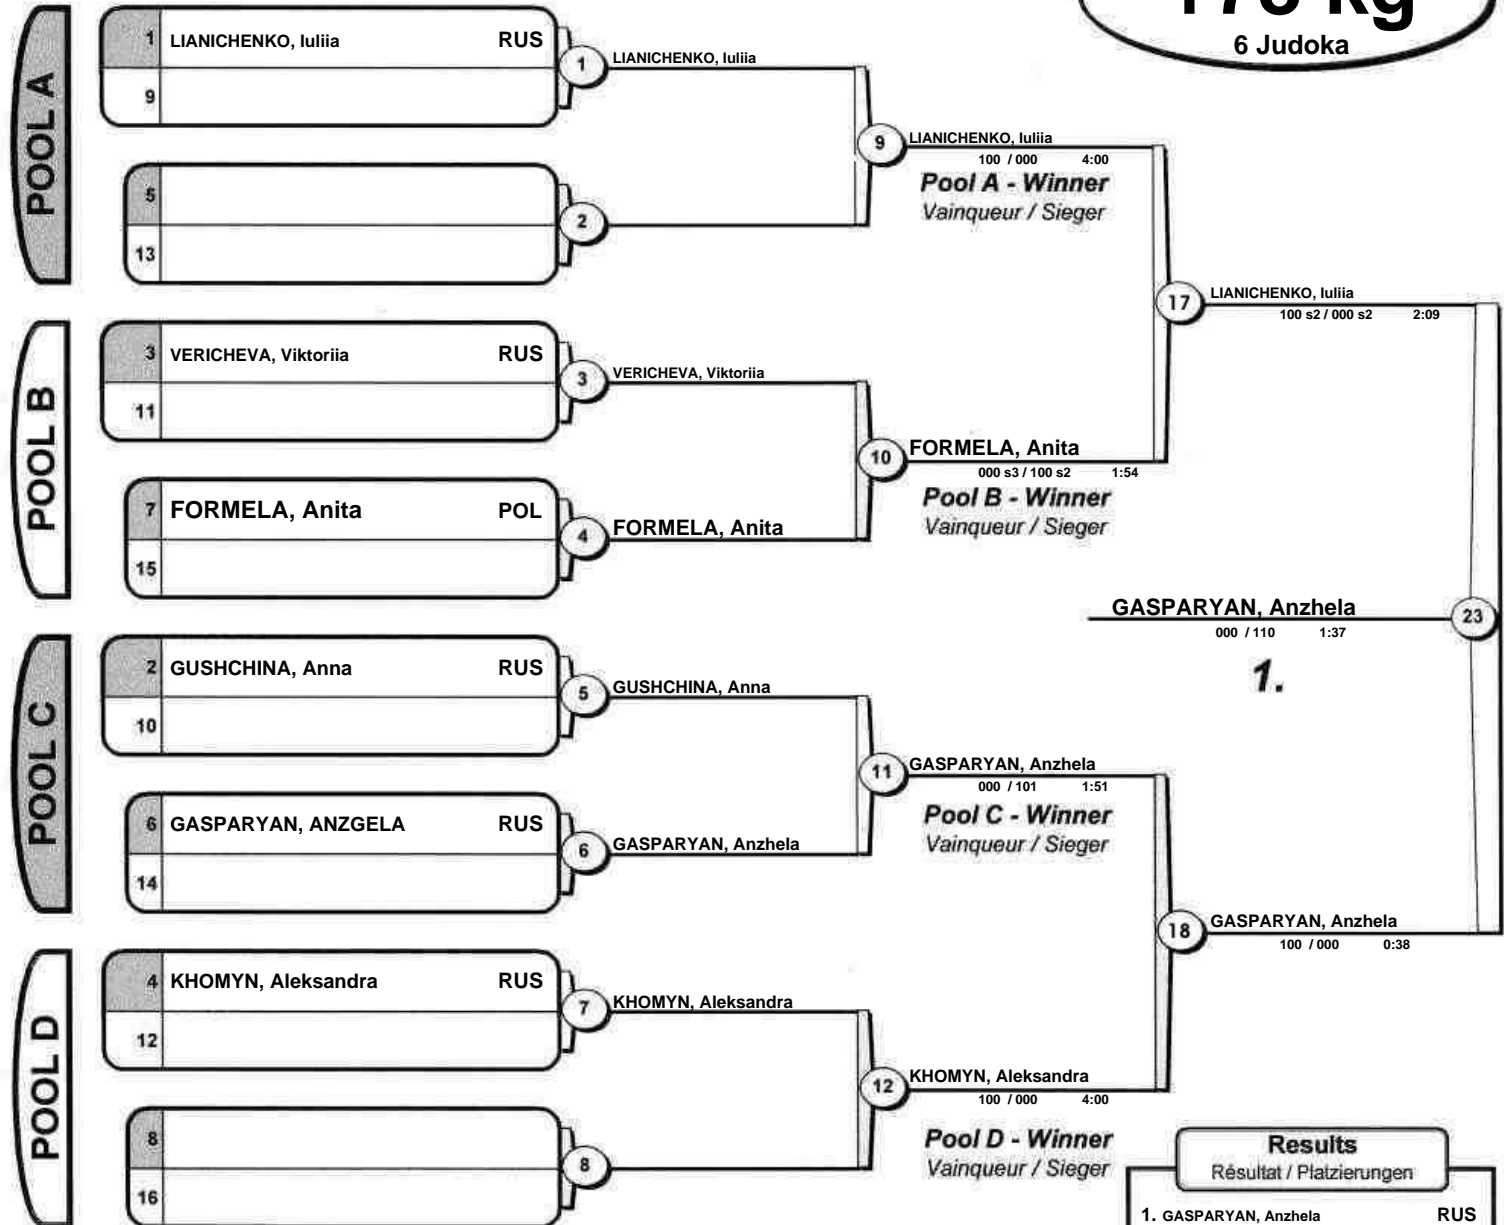 +78 kg
6 Judoka
POOL A
1 LIANICHENKO, Iuliia RUS
9
1
LIANICHENKO, Iuliia
5
13
2
9
LIANICHENKO, Iuliia
100 / 000 4:00
Pool A - Winner
Vainqueur / Sieger
POOL B
3 VERICHEVA, Viktoriia RUS
11
3
VERICHEVA, Viktoriia
7 FORMELA, Anita POL
15
4
FORMELA, Anita
10
FORMELA, Anita
000 s3 / 100 s2 1:54
Pool B - Winner
Vainqueur / Sieger
17
LIANICHENKO, Iuliia
100 s2 / 000 s2 2:09
GASPARYAN, Anzhela
000 / 110 1:37
23
1.
POOL C
2 GUSHCHINA, Anna RUS
10
5
GUSHCHINA, Anna
6 GASPARYAN, ANZGELA RUS
14
6
GASPARYAN, Anzhela
11
GASPARYAN, Anzhela
000 / 101 1:51
Pool C - Winner
Vainqueur / Sieger
18
GASPARYAN, Anzhela
100 / 000 0:38
POOL D
4 KHOMYN, Aleksandra RUS
12
7
KHOMYN, Aleksandra
8
16
8
12
KHOMYN, Aleksandra
100 / 000 4:00
Pool D - Winner
Vainqueur / Sieger
Results
Résultat / Platzierungen
1. GASPARYAN, Anzhela RUS